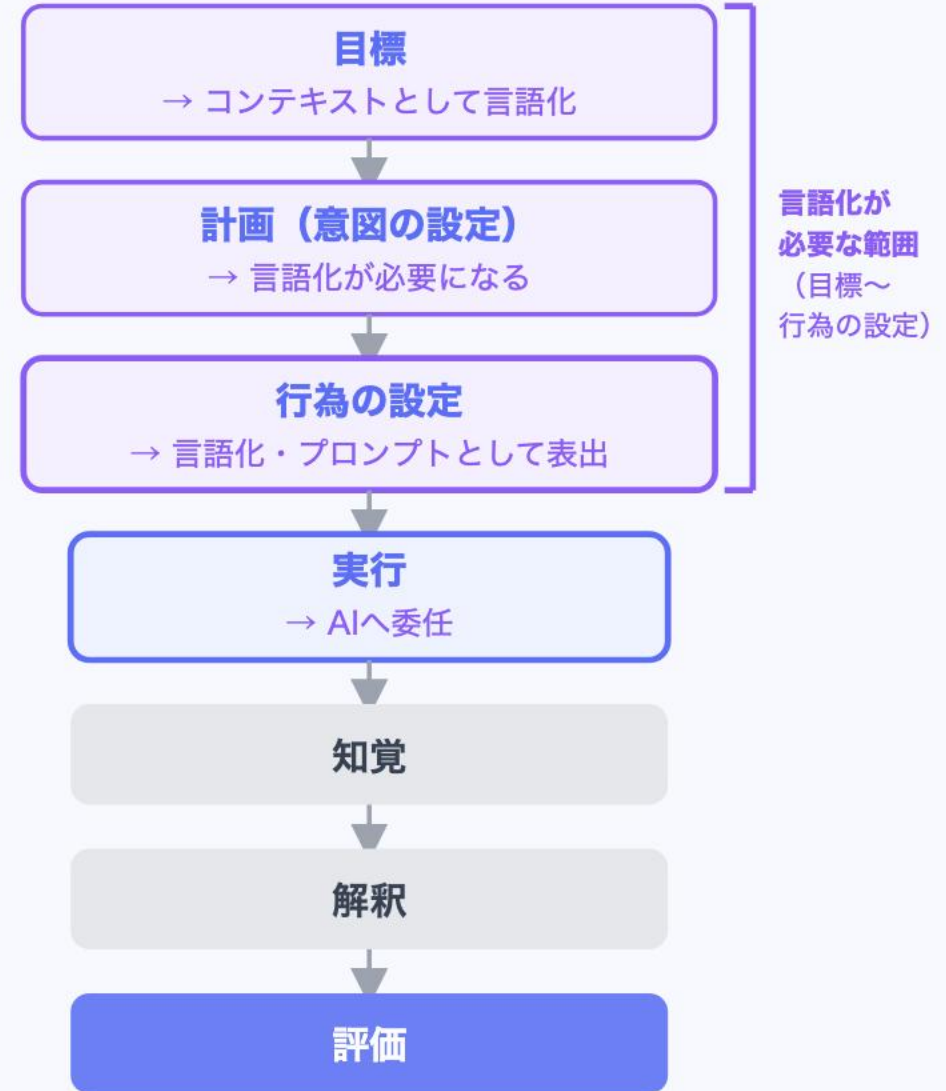 目標
→ コンテキストとして言語化
計画（意図の設定）
→ 言語化が必要になる
行為の設定
→ 言語化・プロンプトとして表出
言語化が
必要な範囲
（目標〜
行為の設定）
実行
→ AIへ委任
知覚
解釈
評価